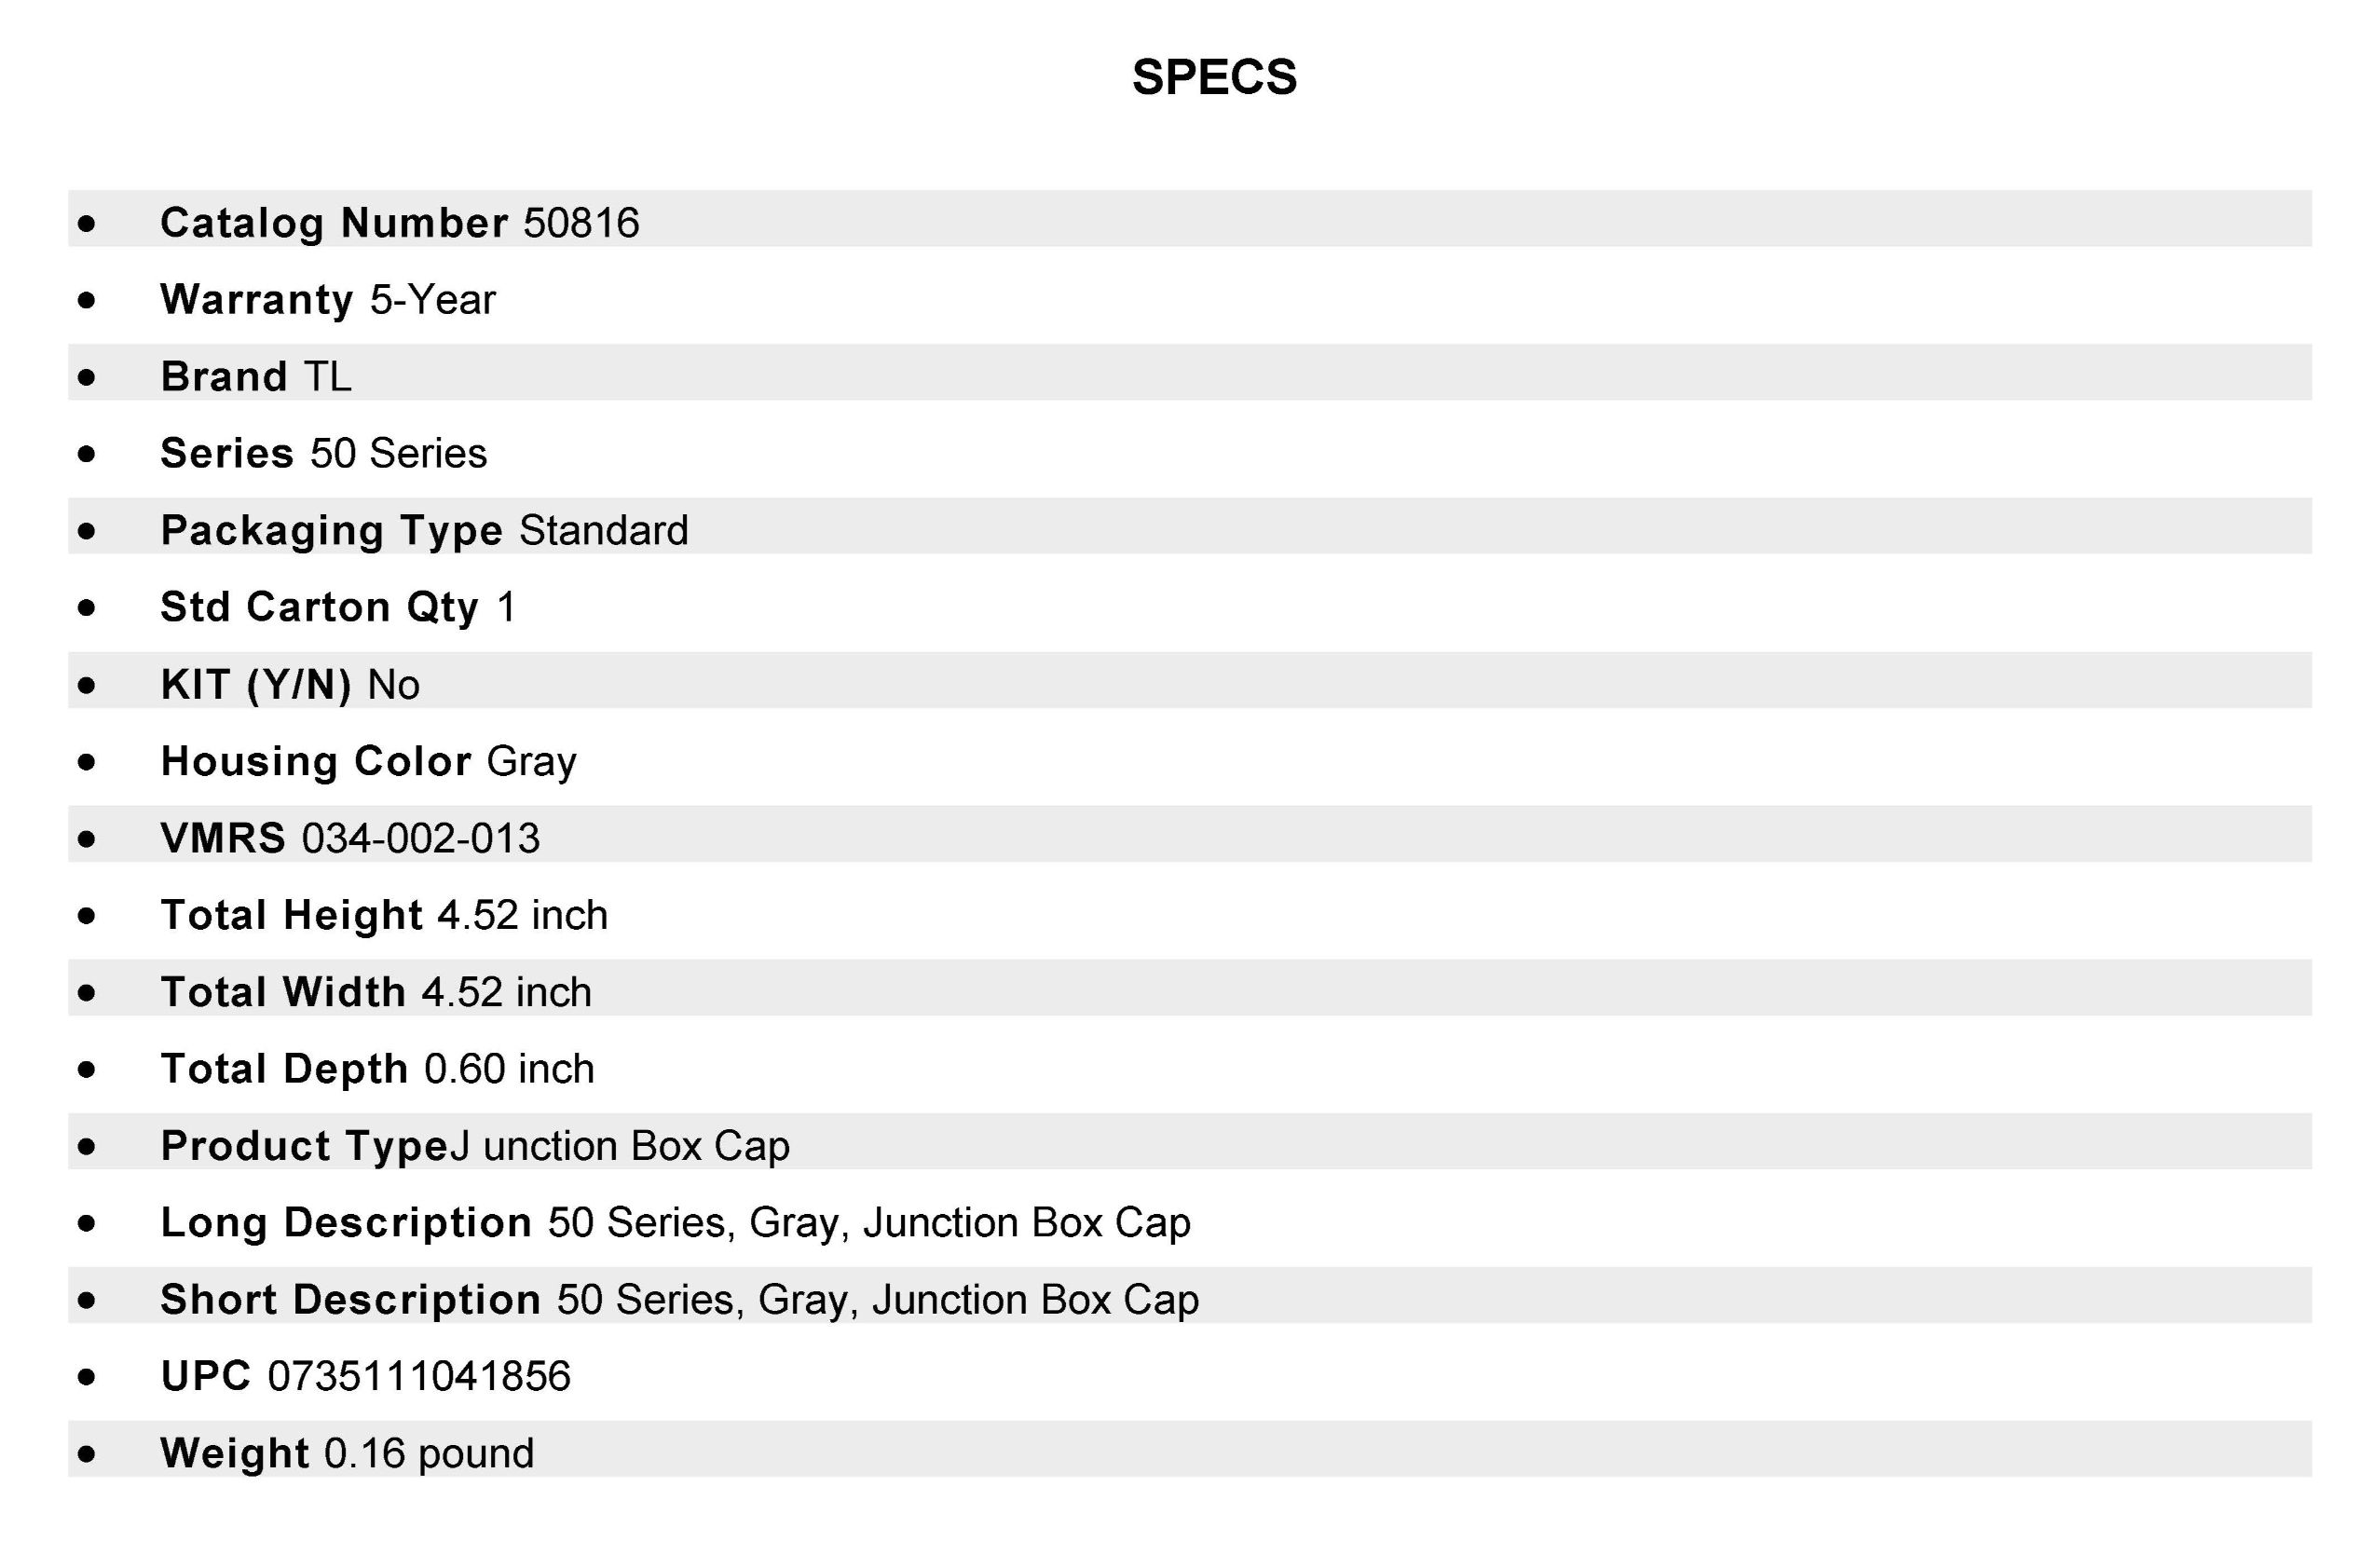 SPECS
• Catalog Number 50816
• Warranty 5-Year
• Brand TL
• Series 50 Series
• Packaging Type Standard
• Std Carton Qty 1
• KIT (Y/N) No
• Housing Color Gray
• VMRS 034-002-013
• Total Height 4.52 inch
• Total Width 4.52 inch
• Total Depth 0.60 inch
• Product TypeJ unction Box Cap
• Long Description 50 Series, Gray, Junction Box Cap
• Short Description 50 Series, Gray, Junction Box Cap
• UPC 0735111041856
• Weight 0.16 pound